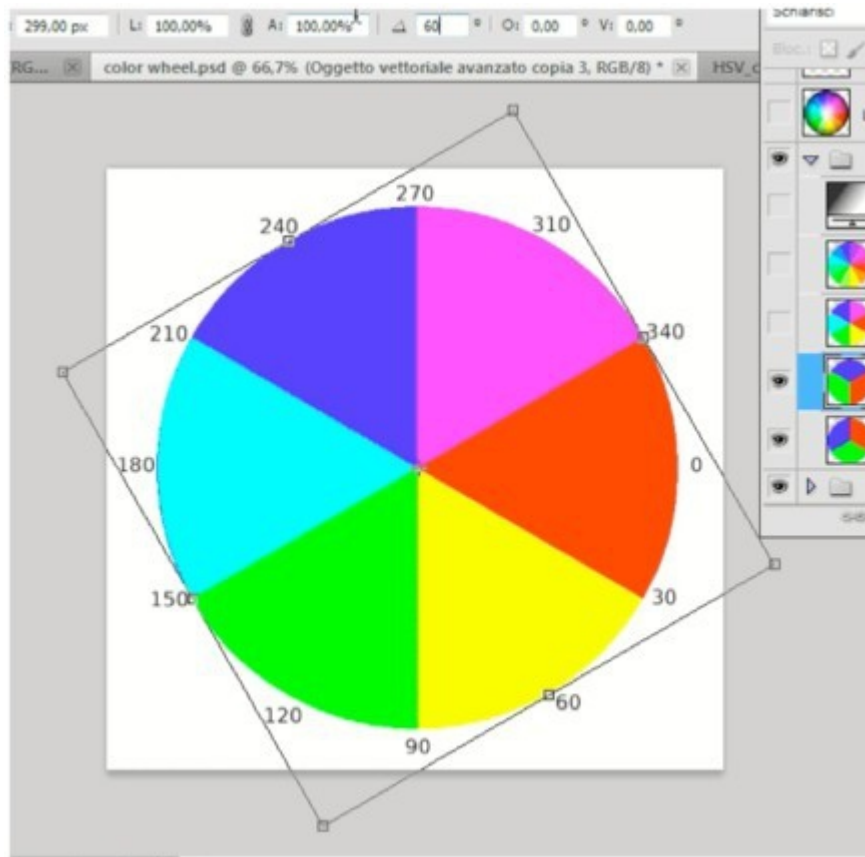 299,00 px L: 100,00% A: 100,00% 60 ° O: 0,00 ° V: 0,00 °
Schiarisci
RG... color wheel.psd @ 66,7% (Oggetto vettoriale avanzato copia 3, RGB/8) * HSV_c
Bloc.:
270
240 310
210 340
180 0
150 30
120 60
90